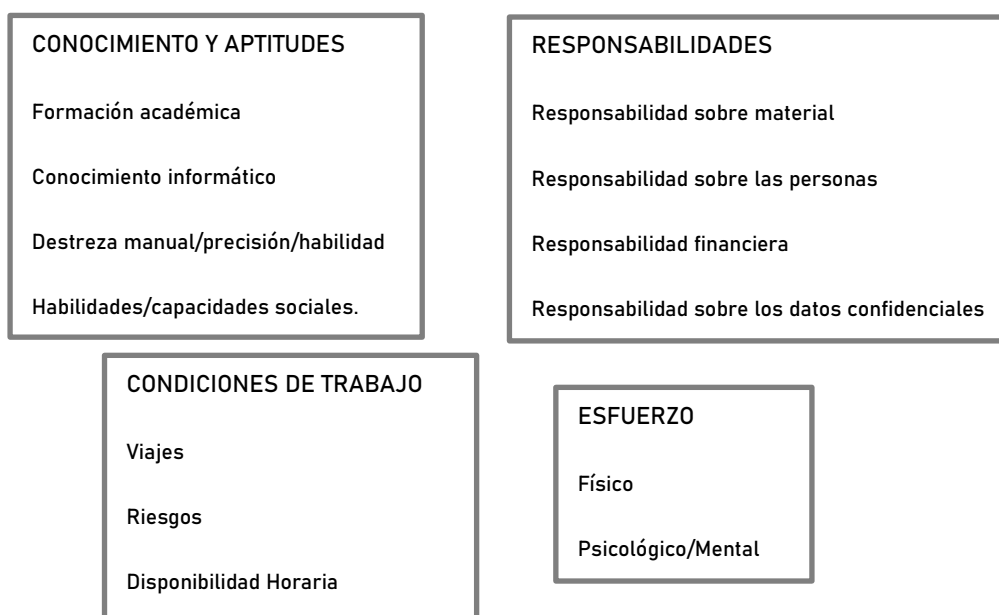 CONOCIMIENTO Y APTITUDES
Formación académica
Conocimiento informático
Destreza manual/precisión/habilidad
Habilidades/capacidades sociales.
RESPONSABILIDADES
Responsabilidad sobre material
Responsabilidad sobre las personas
Responsabilidad financiera
Responsabilidad sobre los datos confidenciales
CONDICIONES DE TRABAJO
Viajes
Riesgos
Disponibilidad Horaria
ESFUERZO
Físico
Psicológico/Mental